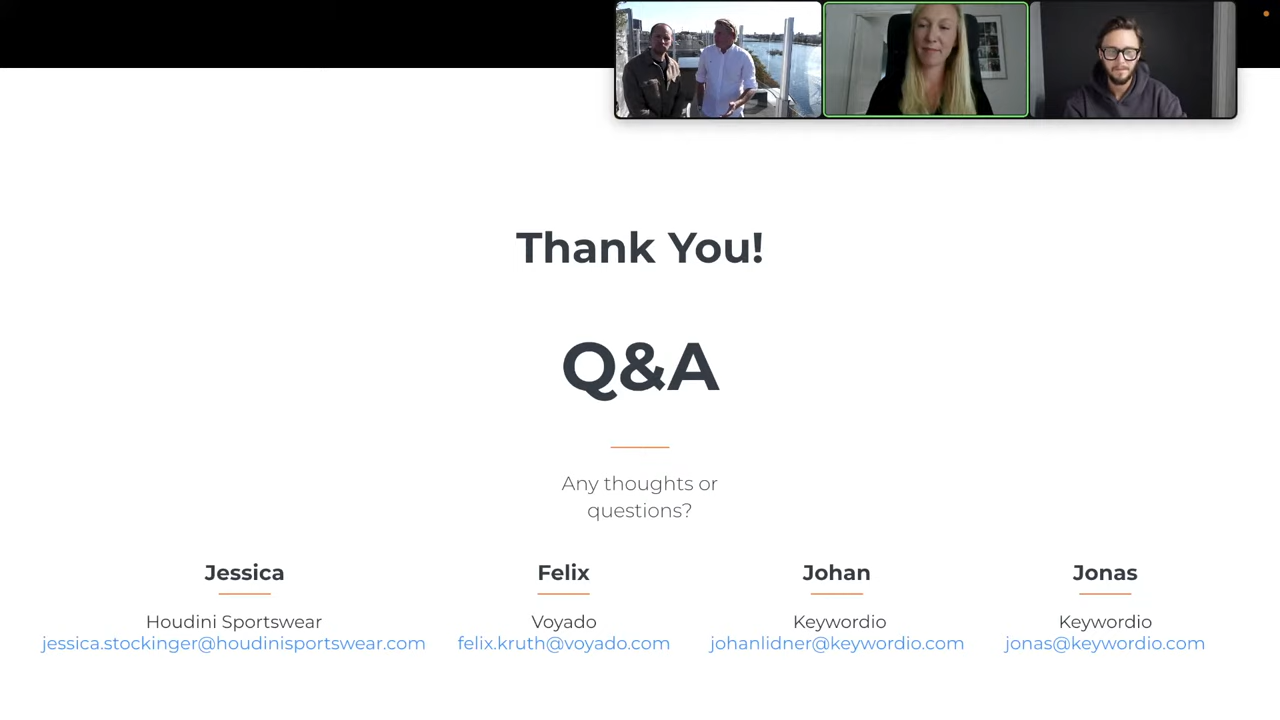 Thank You!
Q&A
Any thoughts or
questions?
Jessica
Houdini Sportswear
jessica.stockinger@houdinisportswear.com
Felix
Voyado
felix.kruth@voyado.com
Johan
Keywordio
johanlidner@keywordio.com
Jonas
Keywordio
jonas@keywordio.com